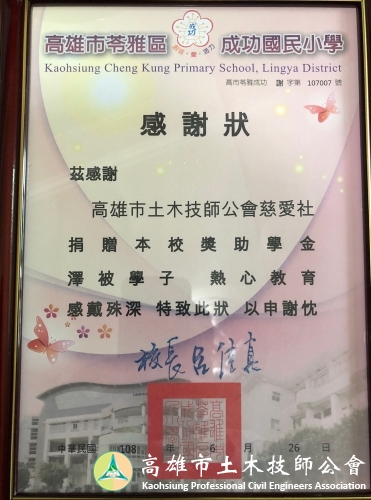 高雄市苓雅區 成功 成功國民小學
Kaohsiung Cheng Kung Primary School, Lingya District
高市苓雅成功 謝 字第 107007 號
感謝狀
茲感謝
高雄市土木技師公會慈愛社
捐贈本校獎助學金
澤被學子 熱心教育
感戴殊深 特致此狀 以申謝忱
校長呂信真
中華民國 108 年 6 月 26 日
高雄市土木技師公會
Kaohsiung Professional Civil Engineers Association